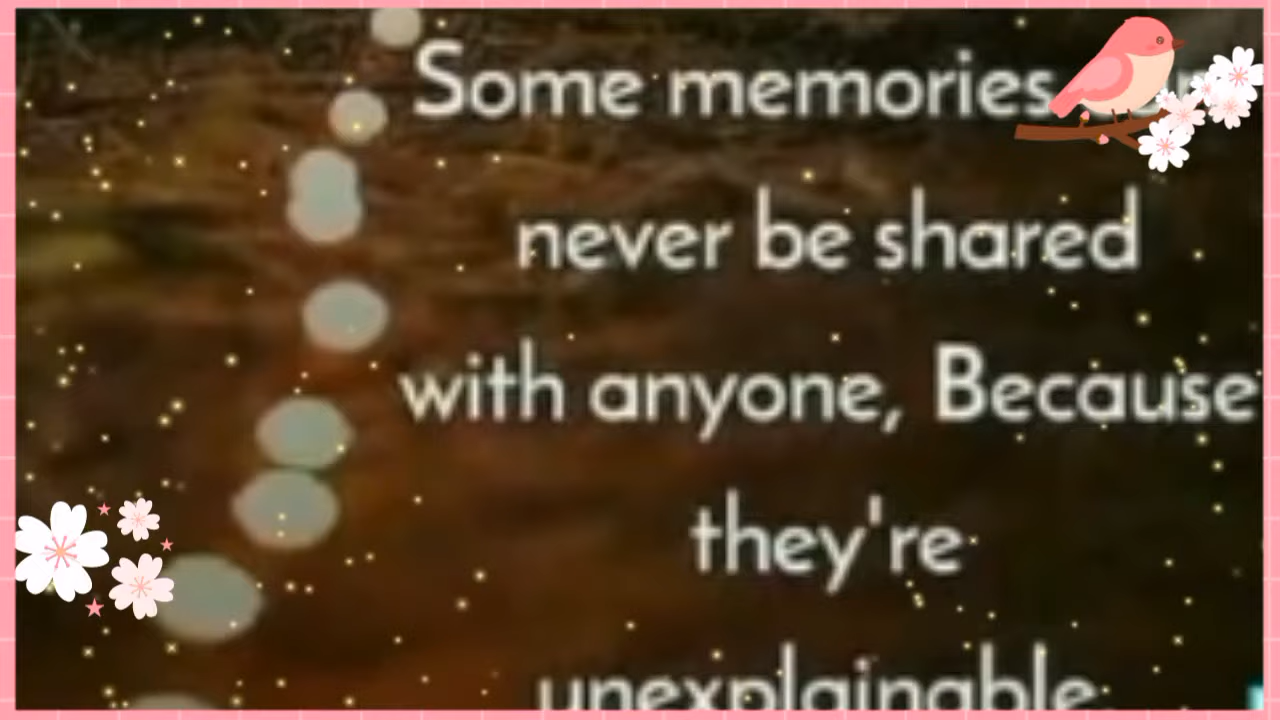 Some memories
never be shared
with anyone, Because
they're
unexplainable.